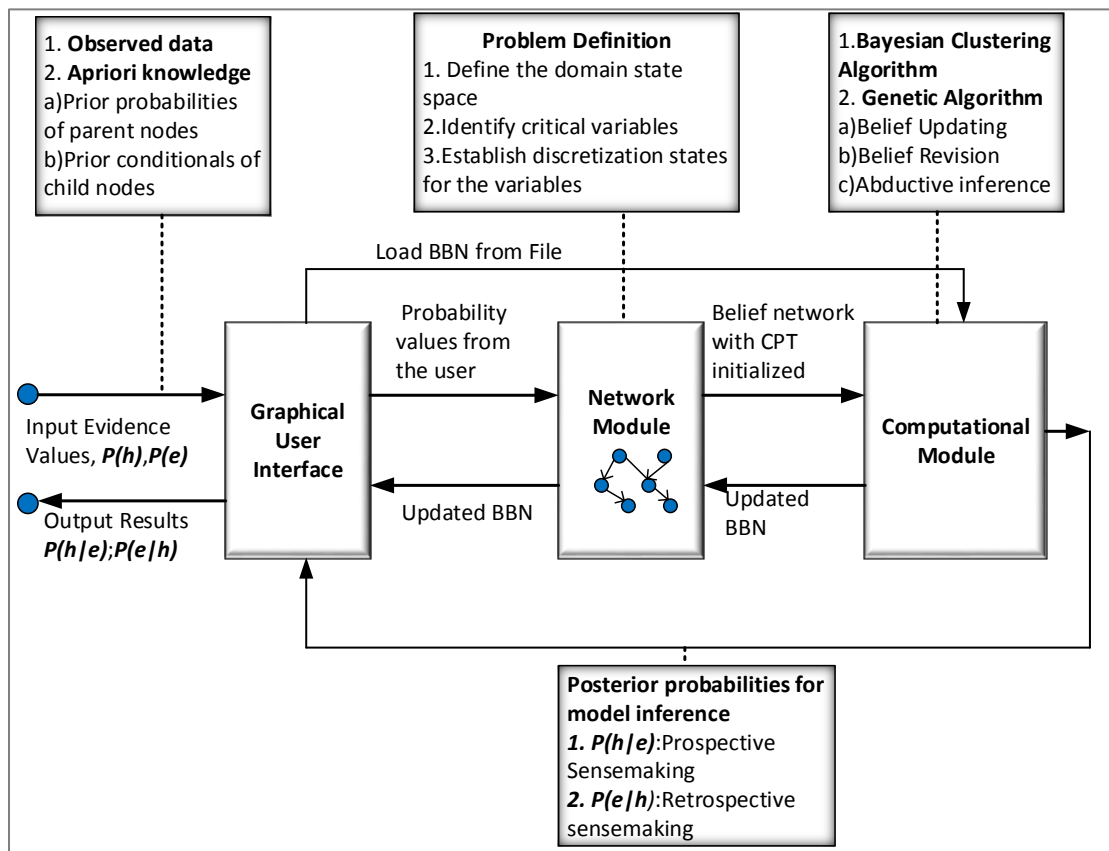 1. Observed data
2. Apriori knowledge
a)Prior probabilities
of parent nodes
b)Prior conditionals of
child nodes
Problem Definition
1. Define the domain state
space
2.Identify critical variables
3.Establish discretization states
for the variables
1.Bayesian Clustering
Algorithm
2. Genetic Algorithm
a)Belief Updating
b)Belief Revision
c)Abductive inference
Load BBN from File
Probability
values from
the user
Belief network
with CPT
initialized
Input Evidence
Values, P(h),P(e)
Graphical
User
Interface
Network
Module
Computational
Module
Output Results
P(h|e);P(e|h)
Updated BBN
Updated
BBN
Posterior probabilities for
model inference
1. P(h|e):Prospective
Sensemaking
2. P(e|h):Retrospective
sensemaking